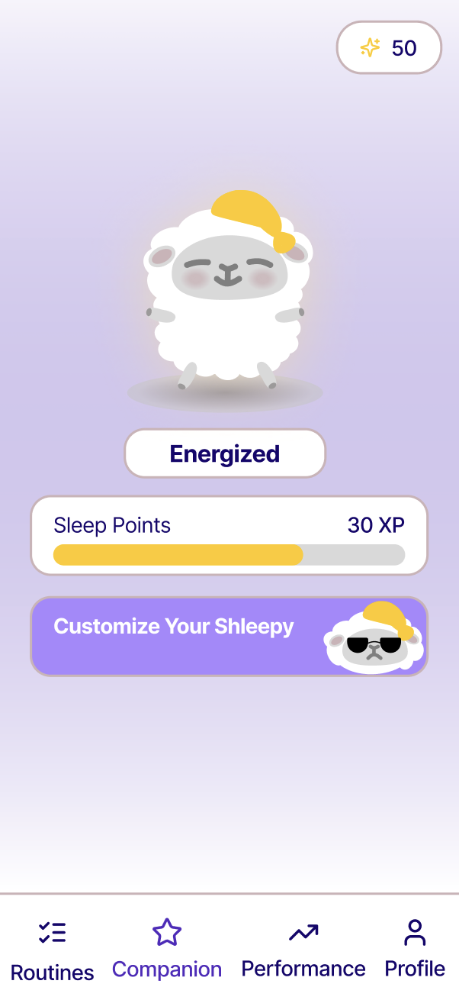 50
Energized
Sleep Points 30 XP
Customize Your Shleepy
Routines Companion Performance Profile